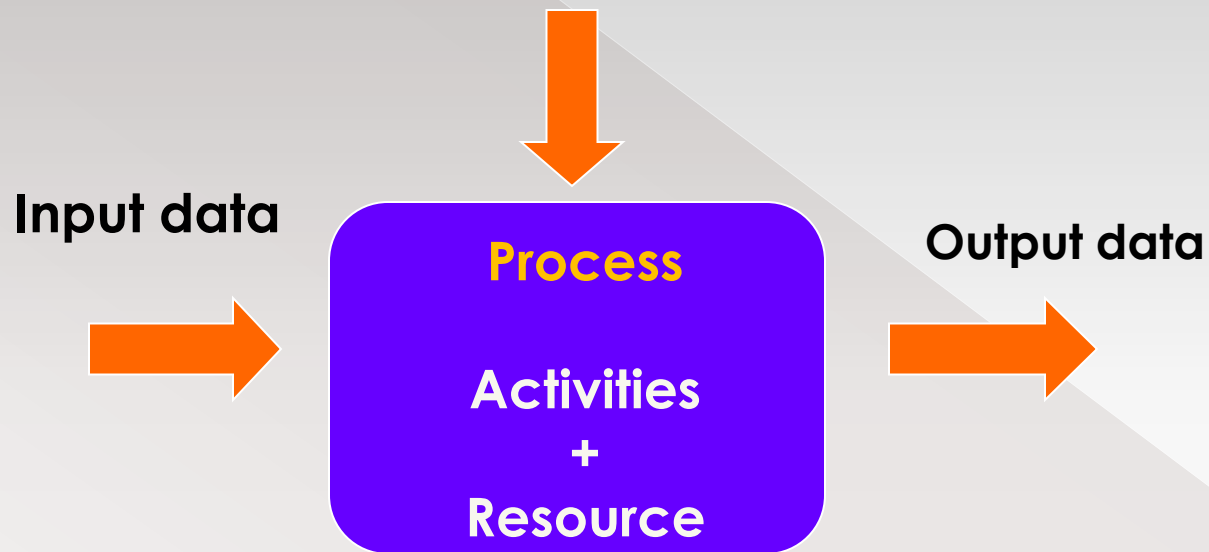 Input data
Process
Activities
+
Resource
Output data